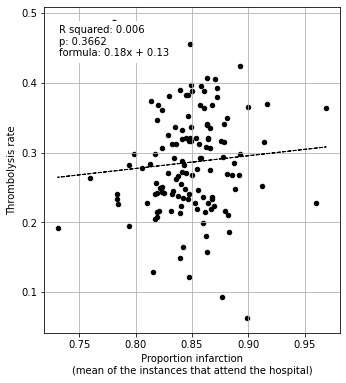 R squared: 0.006
p: 0.3662
formula: 0.18x + 0.13
Thrombolysis rate
0.5
0.4
0.3
0.2
0.1
0.75
0.80
0.85
0.90
0.95
Proportion infarction
(mean of the instances that attend the hospital)